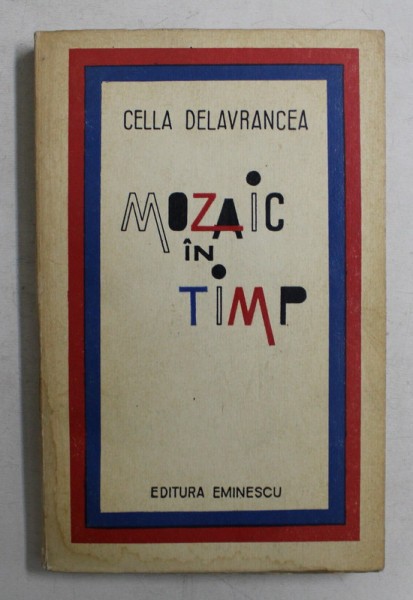 CELLA DELAVRANCEA
MOZAiC
ÎN
TiMP
EDITURA EMINESCU